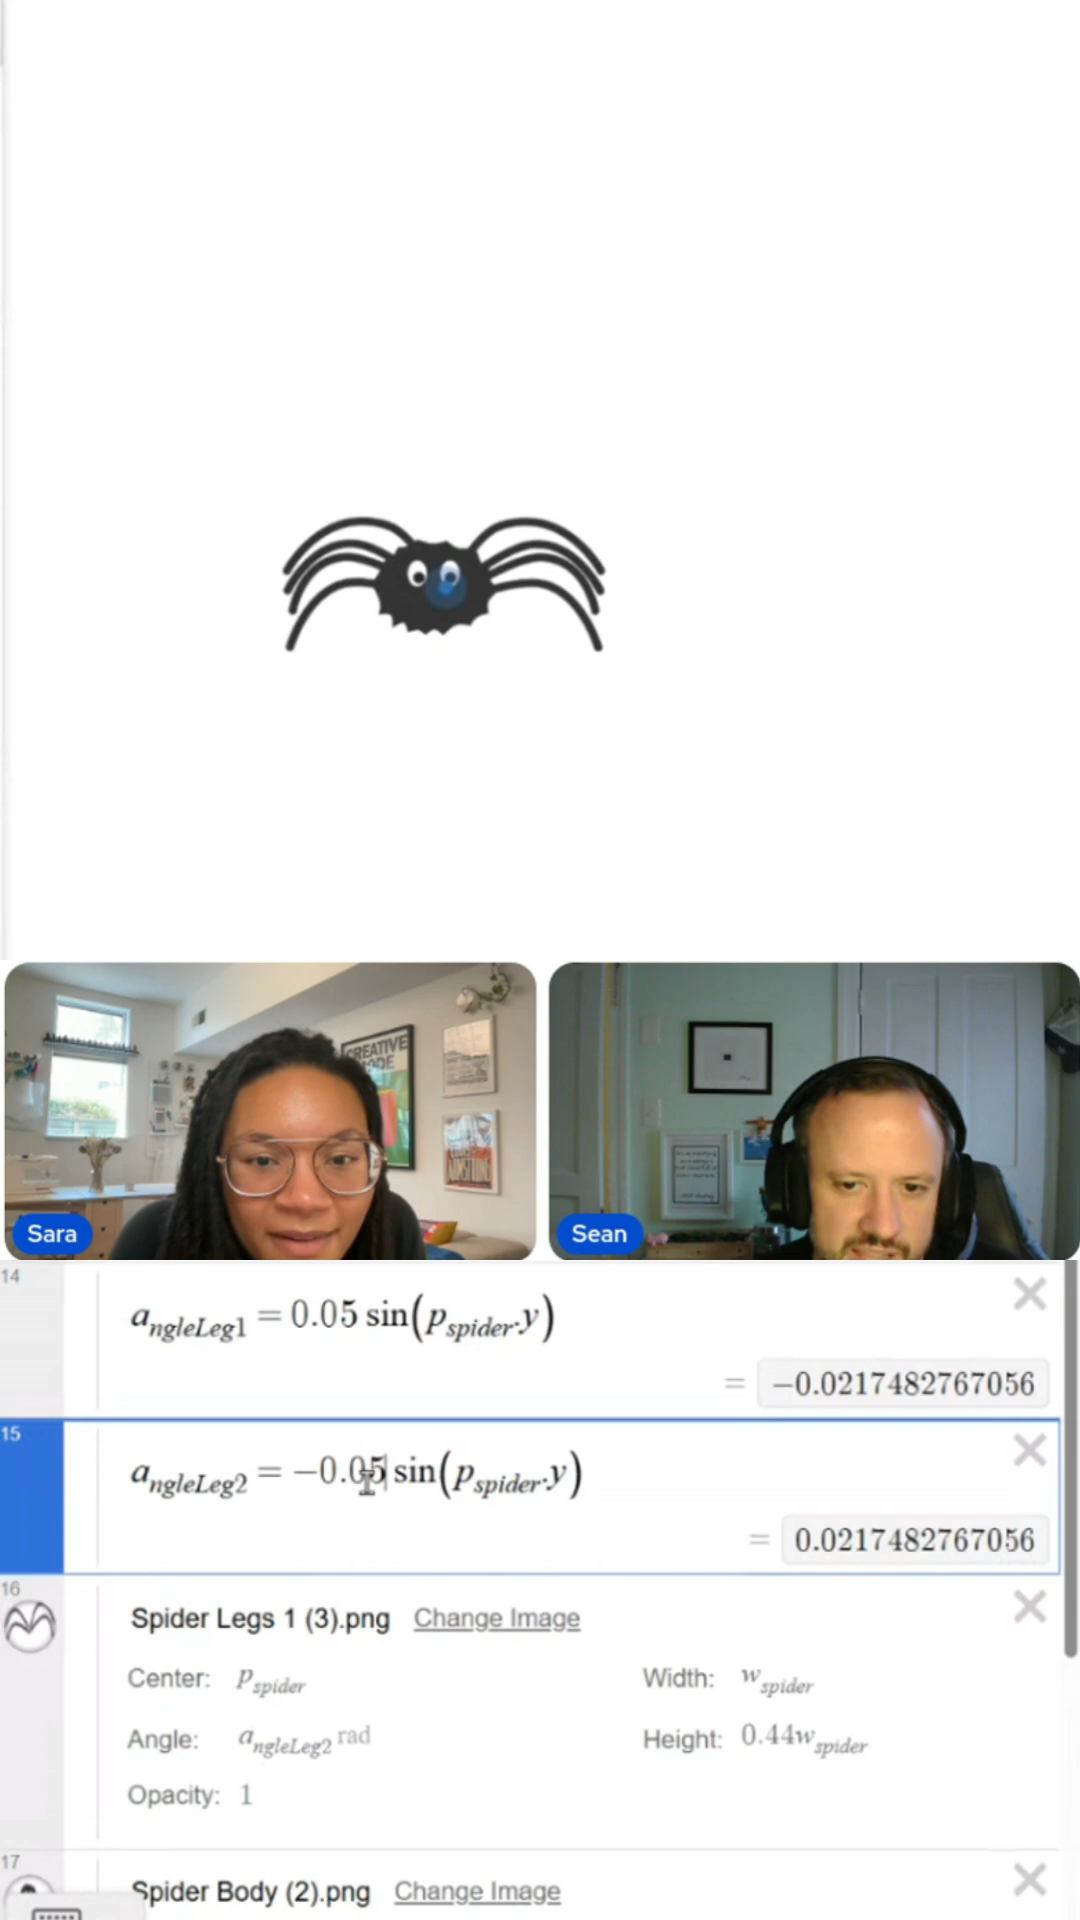 CREATIVE
CODE
Sara
Sean
14
a_ngleLeg1 = 0.05 sin(p_spider.y)
= −0.0217482767056
15
a_ngleLeg2 = −0.05 sin(p_spider.y)
= 0.0217482767056
16
Spider Legs 1 (3).png Change Image
Center: p_spider Width: w_spider
Angle: a_ngleLeg2 rad Height: 0.44w_spider
Opacity: 1
17
Spider Body (2).png Change Image